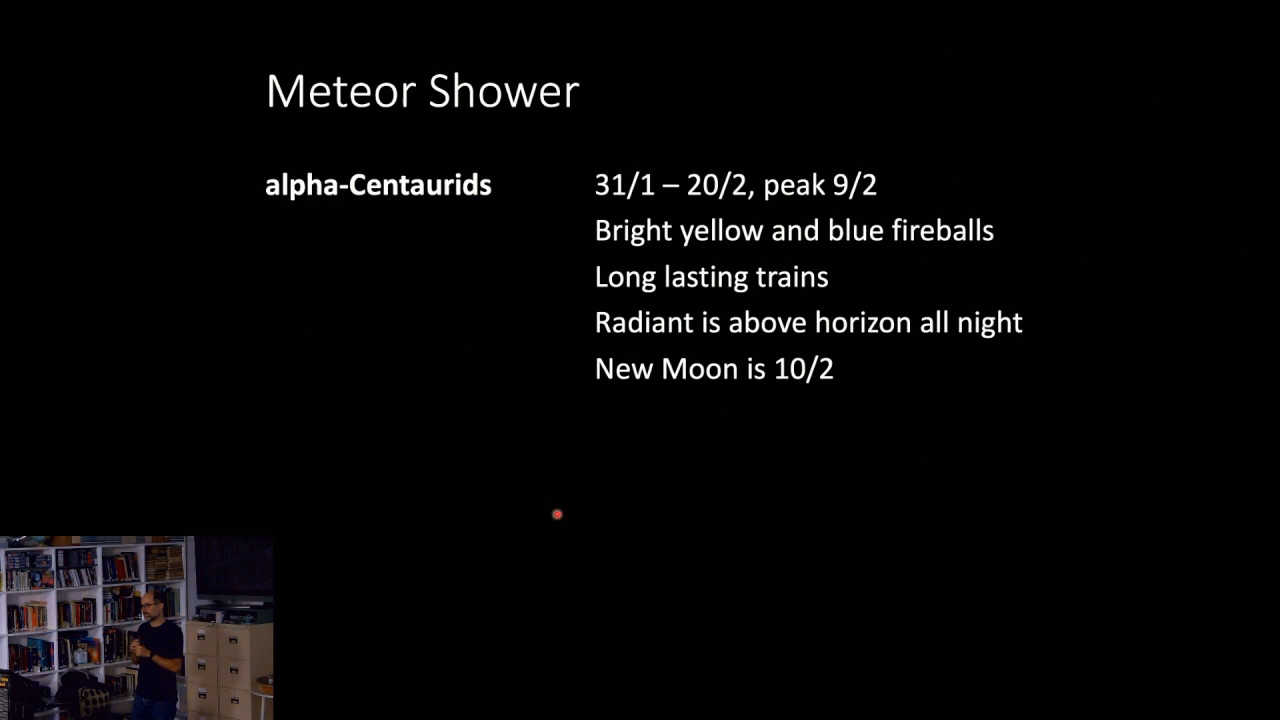 Meteor Shower
alpha-Centaurids
31/1 – 20/2, peak 9/2
Bright yellow and blue fireballs
Long lasting trains
Radiant is above horizon all night
New Moon is 10/2